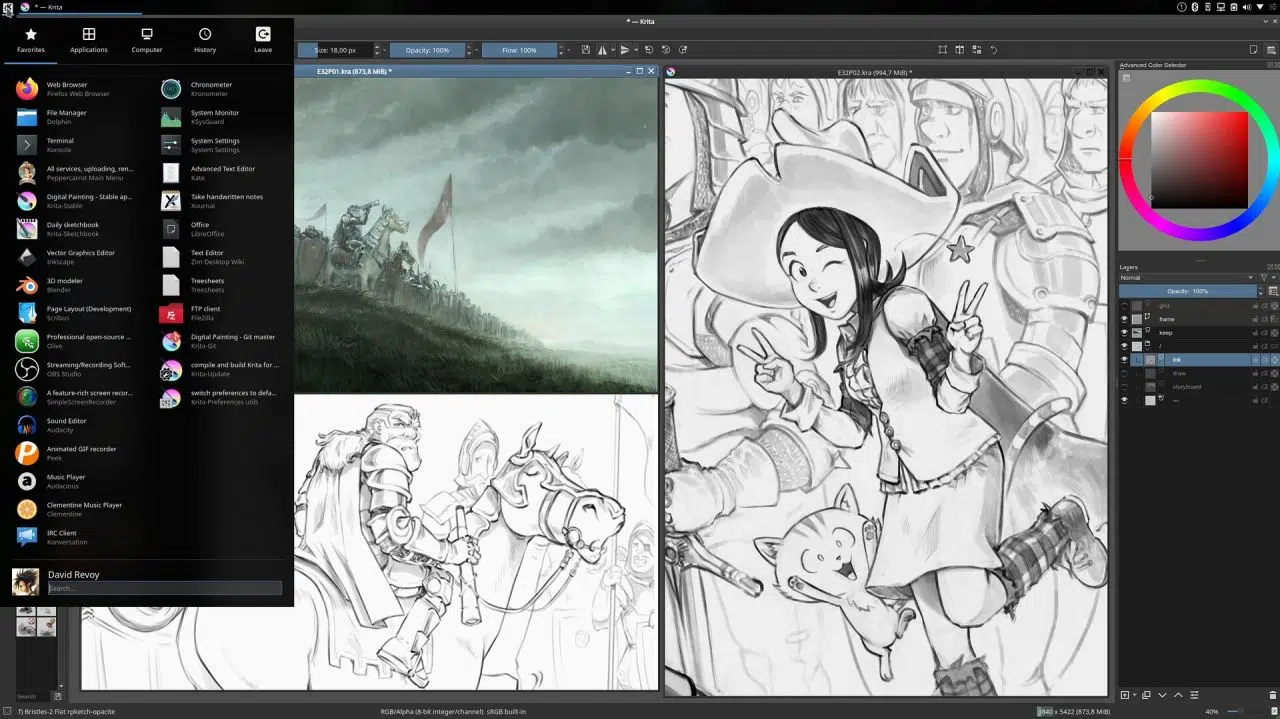 * — Krita
* — Krita
Favorites
Applications
Computer
History
Leave
Size: 18,00 px
Opacity: 100%
Flow: 100%
Web Browser
Firefox Web Browser
File Manager
Dolphin
Terminal
Konsole
All services, uploading, ren...
Peppercarrot Main Menu
Digital Painting - Stable ap...
Krita-Stable
Daily sketchbook
Krita-Sketchbook
Vector Graphics Editor
Inkscape
3D modeler
Blender
Page Layout (Development)
Scribus
Professional open-source ...
Olive
Streaming/Recording Soft...
OBS Studio
A feature-rich screen recor...
SimpleScreenRecorder
Sound Editor
Audacity
Animated GIF recorder
Peek
Music Player
Audacious
Clementine Music Player
Clementine
IRC Client
Konversation
Chronometer
Kronometer
System Monitor
KSysGuard
System Settings
System Settings
Advanced Text Editor
Kate
Take handwritten notes
Xournal
Office
LibreOffice
Text Editor
Zim Desktop Wiki
Treesheets
Treesheets
FTP client
FileZilla
Digital Painting - Git master
Krita-Git
compile and build Krita for ...
Krita-Update
switch preferences to defa...
Krita-Preferences utils
David Revoy
Search...
E32P01.kra (873,8 MiB) *
E32P02.kra (994,7 MiB) *
Advanced Color Selector
Layers
Normal
Opacity: 100%
grid
frame
keep
/
ink
draw
storyboard
Search
f) Bristles-2 Flat rpketch-opacite
RGB/Alpha (8-bit integer/channel) sRGB built-in
3840 x 5422 (873,8 MiB)
40%